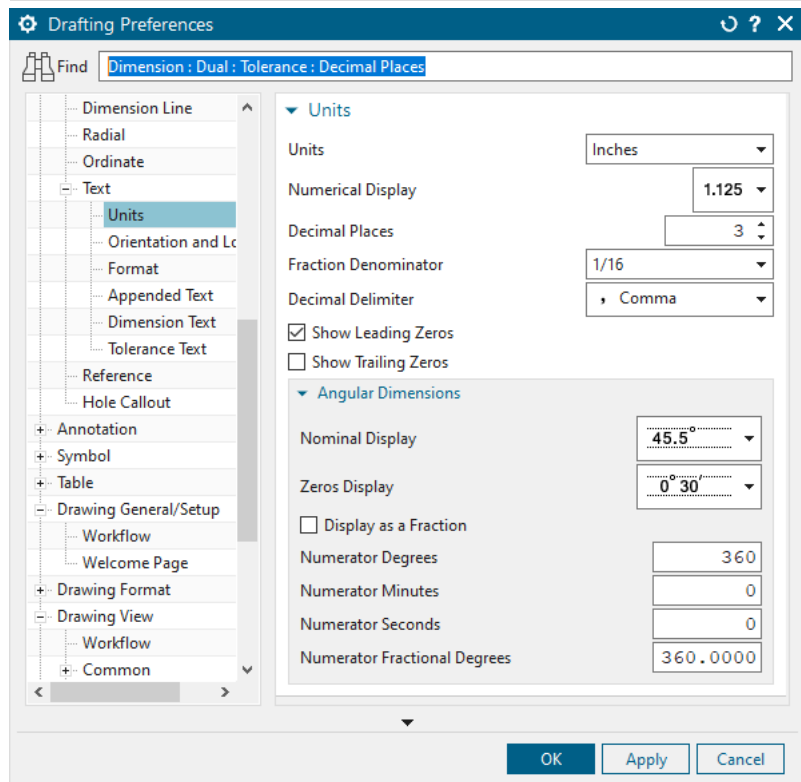 Drafting Preferences
Find Dimension : Dual : Tolerance : Decimal Places
Dimension Line
Radial
Ordinate
Text
Units
Orientation and Lo
Format
Appended Text
Dimension Text
Tolerance Text
Reference
Hole Callout
Annotation
Symbol
Table
Drawing General/Setup
Workflow
Welcome Page
Drawing Format
Drawing View
Workflow
Common
Units
Units Inches
Numerical Display 1.125
Decimal Places 3
Fraction Denominator 1/16
Decimal Delimiter , Comma
Show Leading Zeros
Show Trailing Zeros
Angular Dimensions
Nominal Display 45.5°
Zeros Display 0°30'
Display as a Fraction
Numerator Degrees 360
Numerator Minutes 0
Numerator Seconds 0
Numerator Fractional Degrees 360.0000
OK Apply Cancel